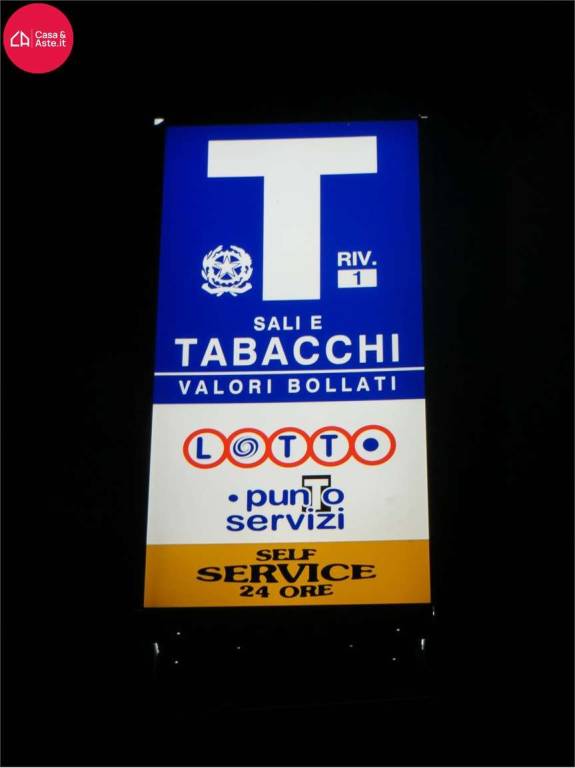 Casa &
Aste.it
T
RIV.
1
SALI E
TABACCHI
VALORI BOLLATI
LOTTO
• punTo
servizi
SELF
SERVICE
24 ORE